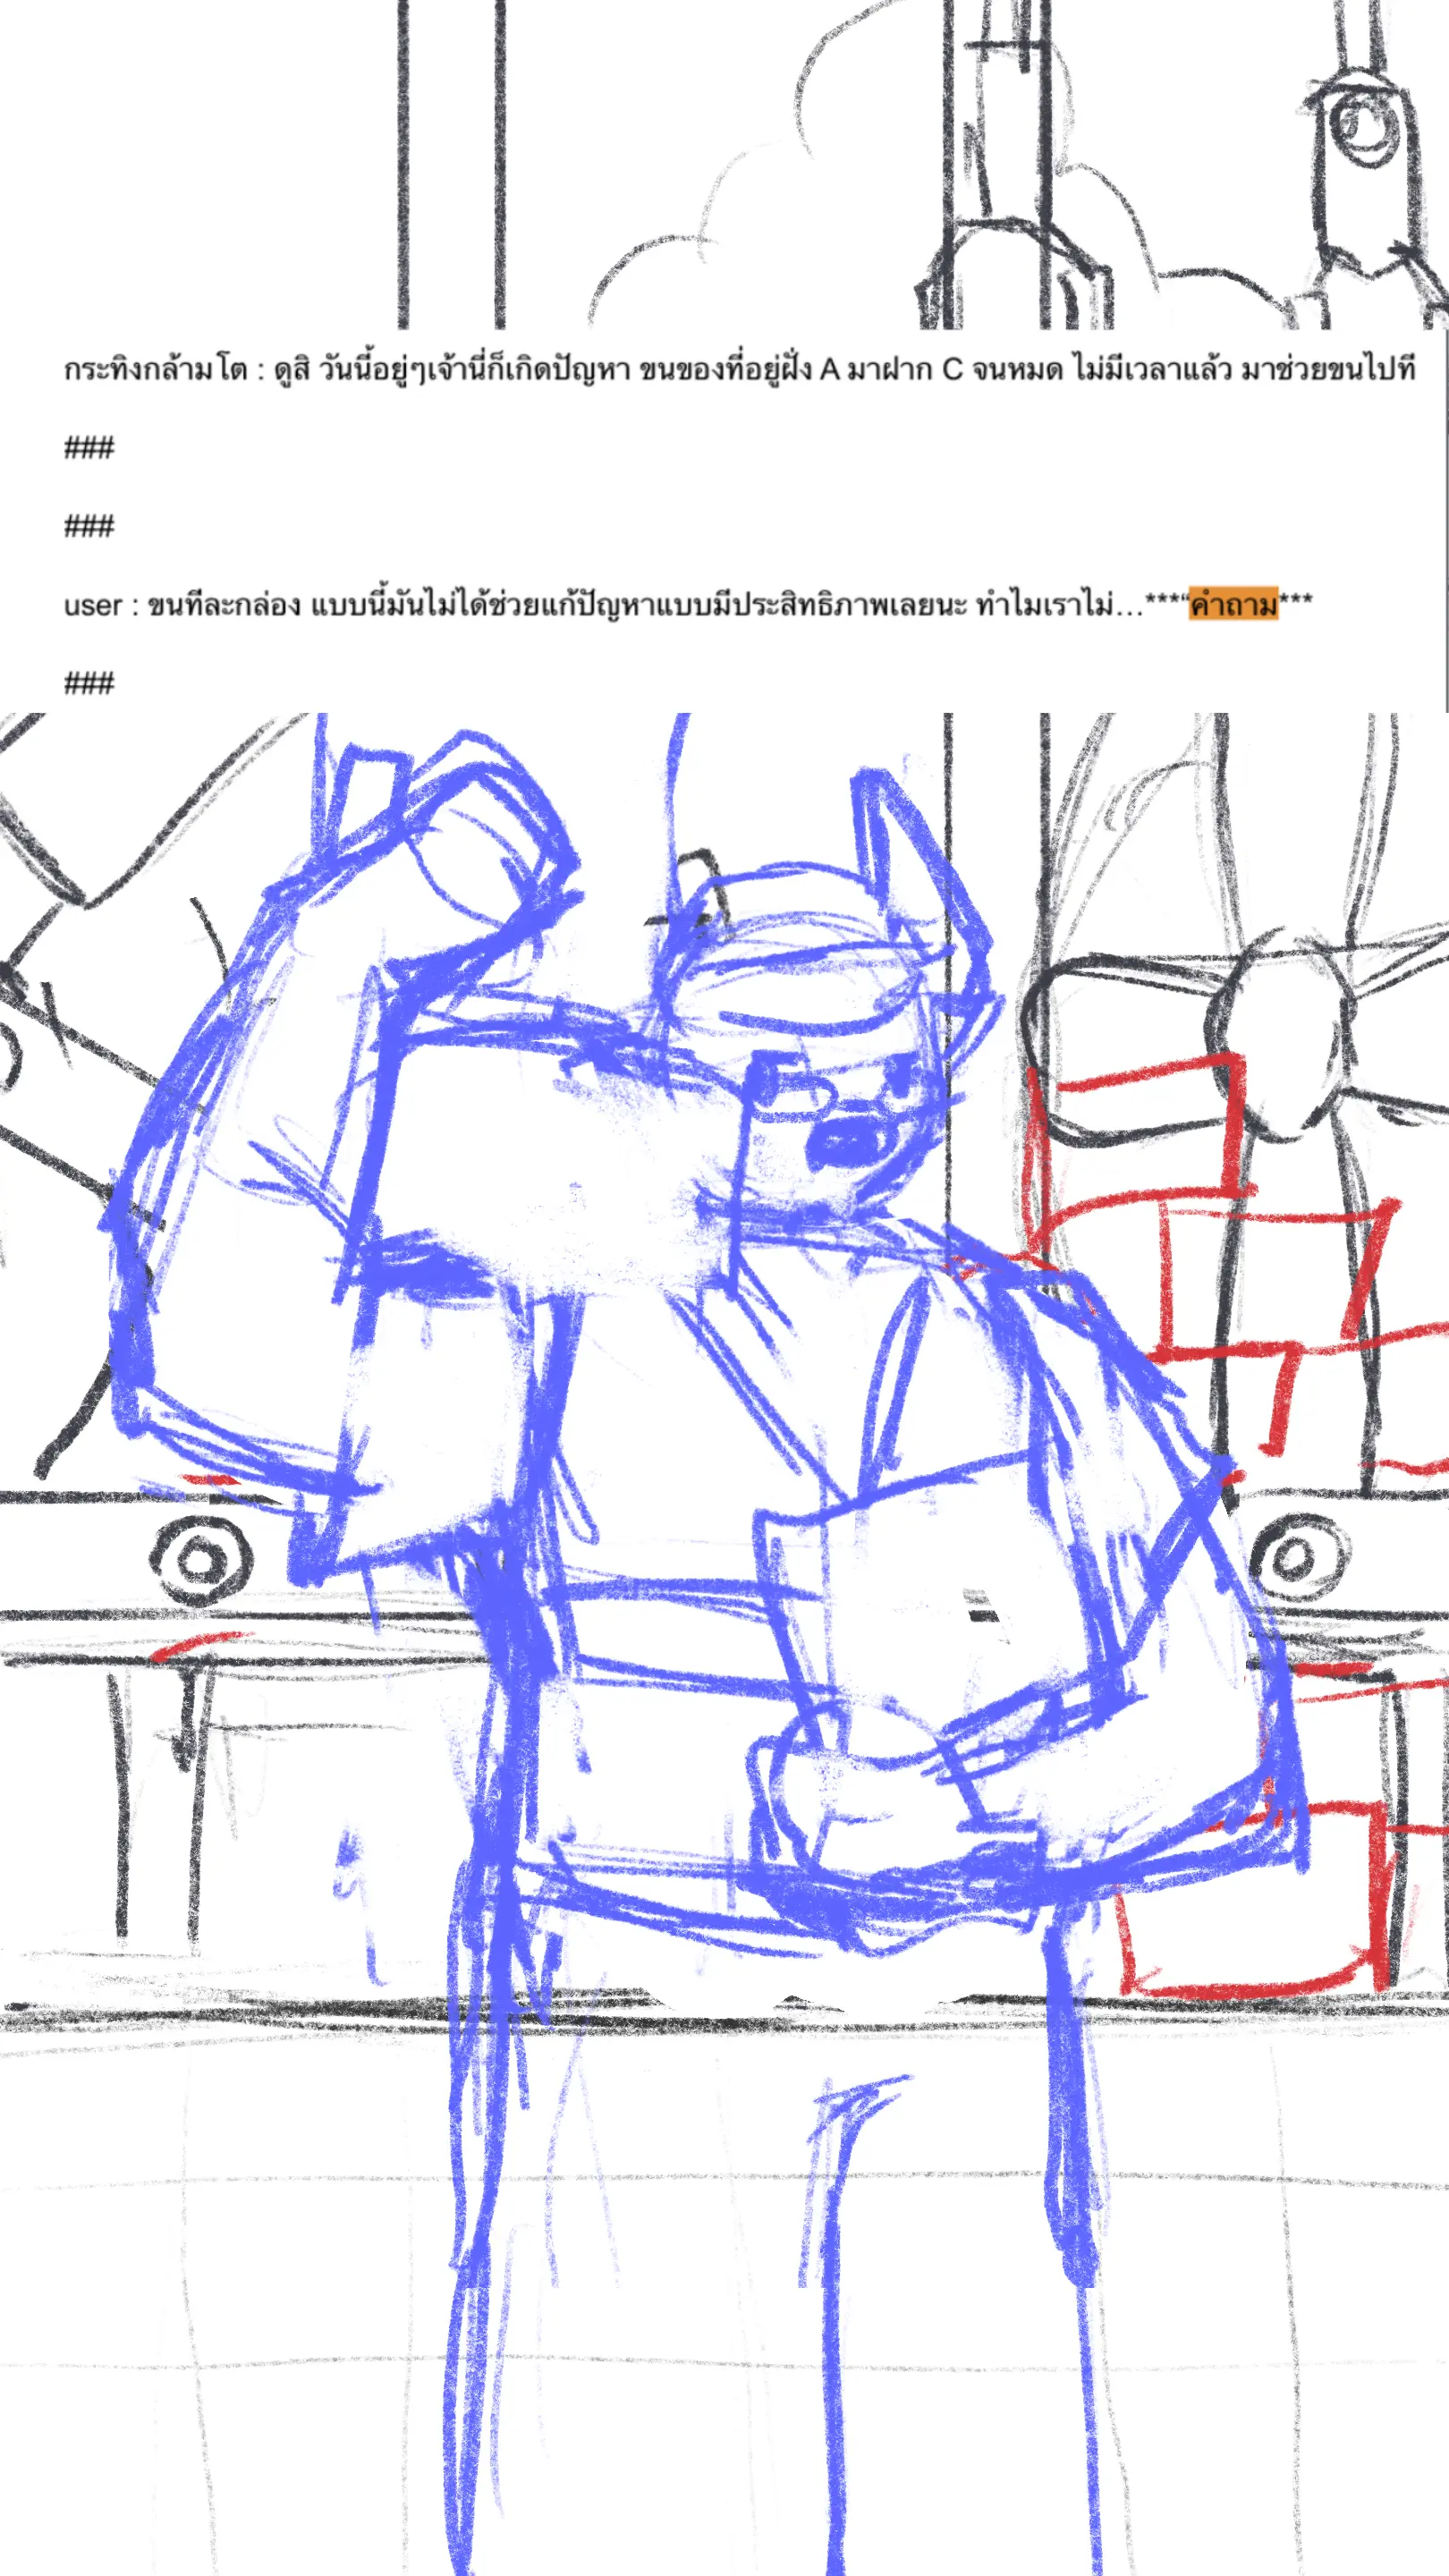 กระทิงกล้ามโต : ดูสิ วันนี้อยู่ๆเจ้านี่ก็เกิดปัญหา ขนของที่อยู่ฝั่ง A มาฝาก C จนหมด ไม่มีเวลาแล้ว มาช่วยขนไปที
###
###
user : ขนทีละกล่อง แบบนี้มันไม่ได้ช่วยแก้ปัญหาแบบมีประสิทธิภาพเลยนะ ทำไมเราไม่...***“คำถาม***
###